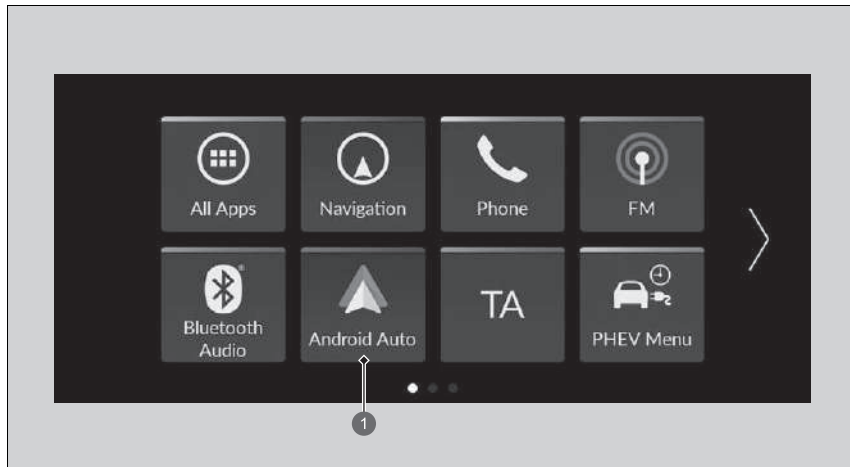 All Apps
Navigation
Phone
FM
Bluetooth
Audio
Android Auto
TA
PHEV Menu
1